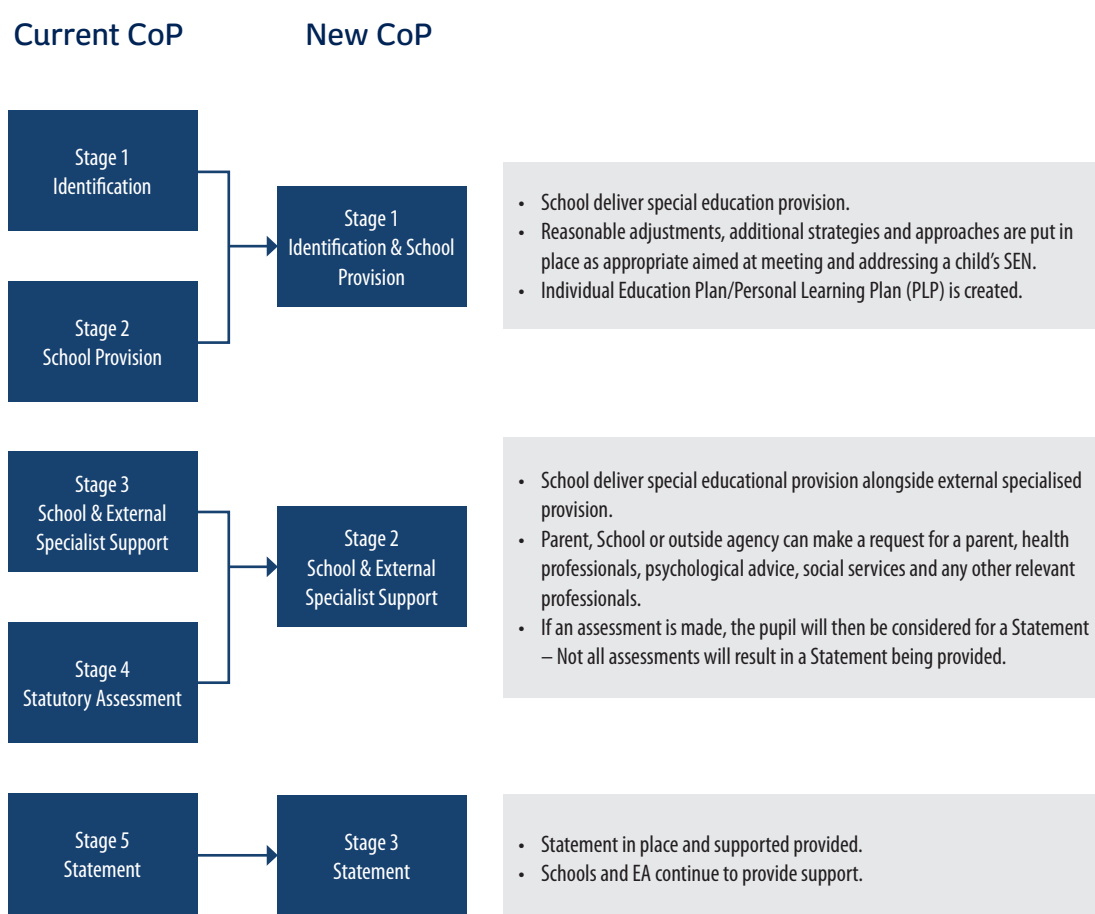 Current CoP
New CoP
Stage 1
Identification
Stage 2
School Provision
Stage 1
Identification & School
Provision
• School deliver special education provision.
• Reasonable adjustments, additional strategies and approaches are put in
place as appropriate aimed at meeting and addressing a child's SEN.
• Individual Education Plan/Personal Learning Plan (PLP) is created.
Stage 3
School & External
Specialist Support
Stage 4
Statutory Assessment
Stage 2
School & External
Specialist Support
• School deliver special educational provision alongside external specialised
provision.
• Parent, School or outside agency can make a request for a parent, health
professionals, psychological advice, social services and any other relevant
professionals.
• If an assessment is made, the pupil will then be considered for a Statement
– Not all assessments will result in a Statement being provided.
Stage 5
Statement
Stage 3
Statement
• Statement in place and supported provided.
• Schools and EA continue to provide support.